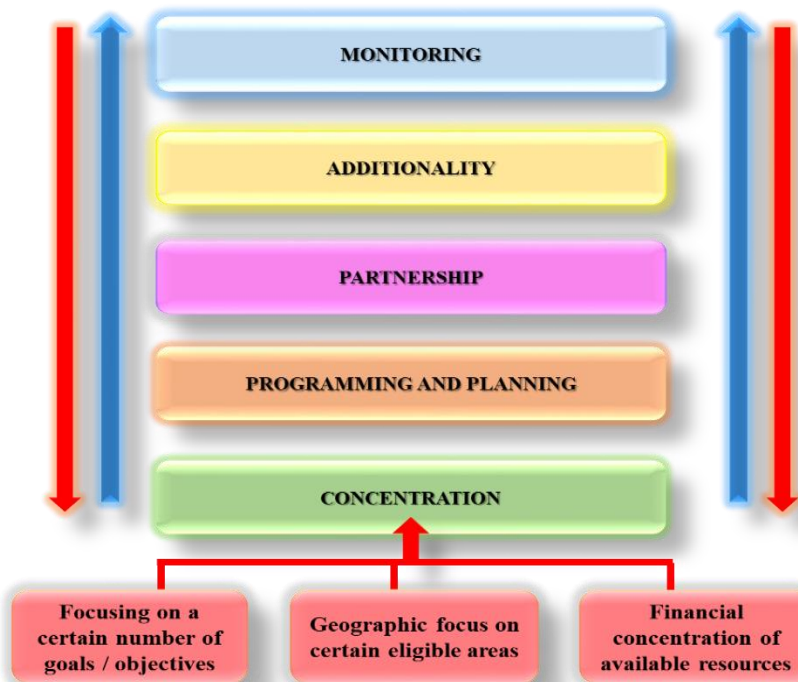 MONITORING
ADDITIONALITY
PARTNERSHIP
PROGRAMMING AND PLANNING
CONCENTRATION
Focusing on a
certain number of
goals / objectives
Geographic focus on
certain eligible areas
Financial
concentration of
available resources